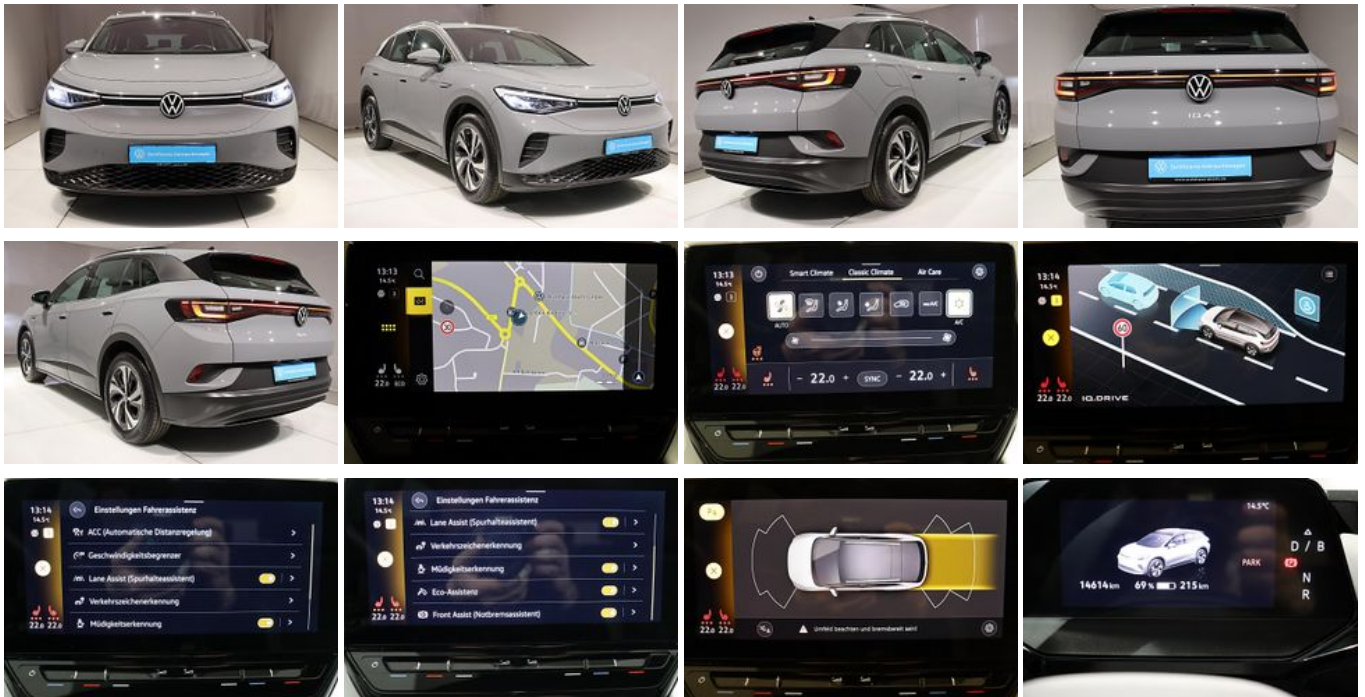 ID.4
13:13
14.5°C
22.0
ECO
13:13
14.5°C
Smart Climate
Classic Climate
Air Care
AUTO
A/C
- 22.0 +
SYNC
- 22.0 +
22.0 22.0
13:14
14.5°C
60
22.0 22.0
IQ.DRIVE
13:14
14.5°C
Einstellungen Fahrerassistenz
ACC (Automatische Distanzregelung)
Geschwindigkeitsbegrenzer
Lane Assist (Spurhalteassistent)
Verkehrszeichenerkennung
Müdigkeitserkennung
22.0 22.0
13:14
14.5°C
Einstellungen Fahrerassistenz
Lane Assist (Spurhalteassistent)
Verkehrszeichenerkennung
Müdigkeitserkennung
Eco-Assistenz
Front Assist (Notbremsassistent)
22.0 22.0
22.0 22.0
Umfeld beachten und bremsbereit sein!
14.5°C
PARK
D / B
N
R
14614 km 69 % 215 km